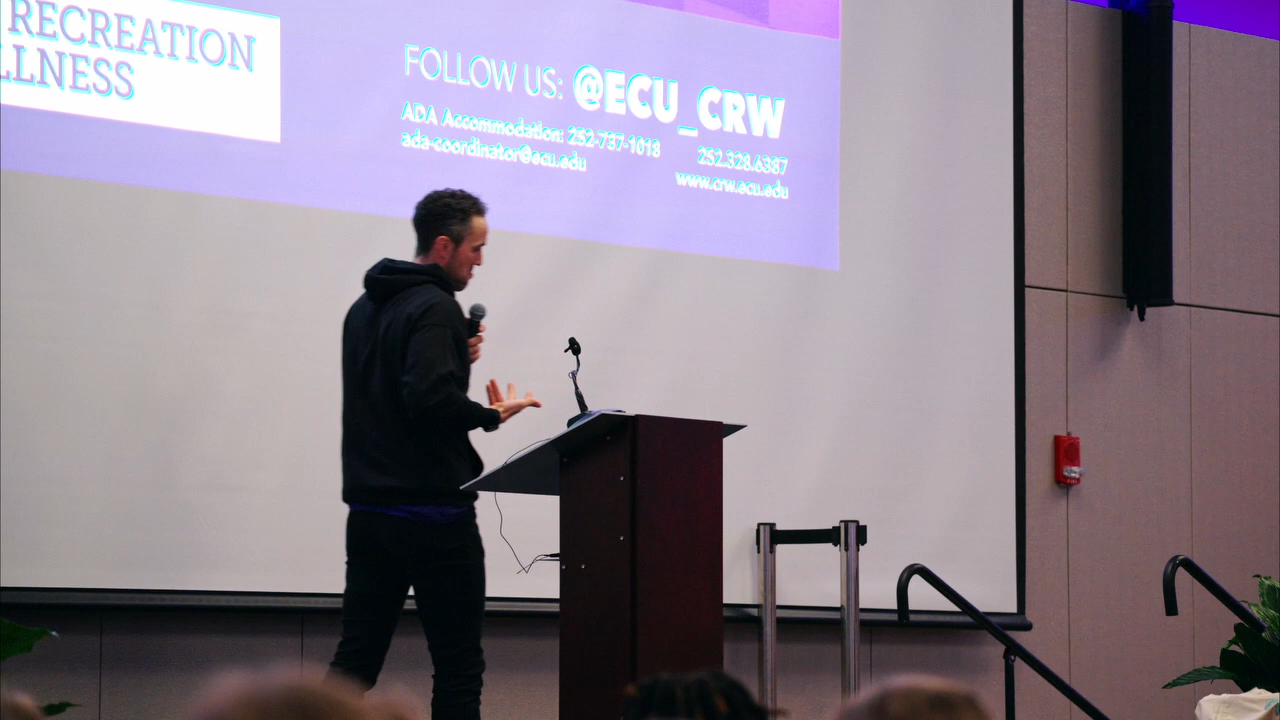 RECREATION
LLNESS
FOLLOW US: @ECU_CRW
ADA Accommodation: 252-737-1018
ada-coordinator@ecu.edu
252.328.6387
www.crw.ecu.edu